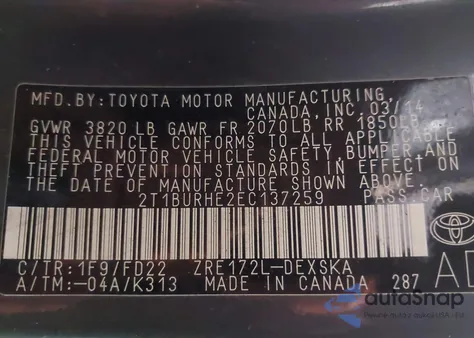 MFD.BY:TOYOTA MOTOR MANUFACTURING,
CANADA, INC. 03/14
GVWR 3820 LB GAWR FR 2070LB RR 1850LB
THIS VEHICLE CONFORMS TO ALL APPLICABLE
FEDERAL MOTOR VEHICLE SAFETY, BUMPER AND
THEFT PREVENTION STANDARDS IN EFFECT ON
THE DATE OF MANUFACTURE SHOWN ABOVE.
2T1BURHE2EC137259 PASS.CAR
C/TR:1F9/FD22 ZRE172L-DEXSKA
A/TM:-04A/K313 MADE IN CANADA 287
AD
autoSnap